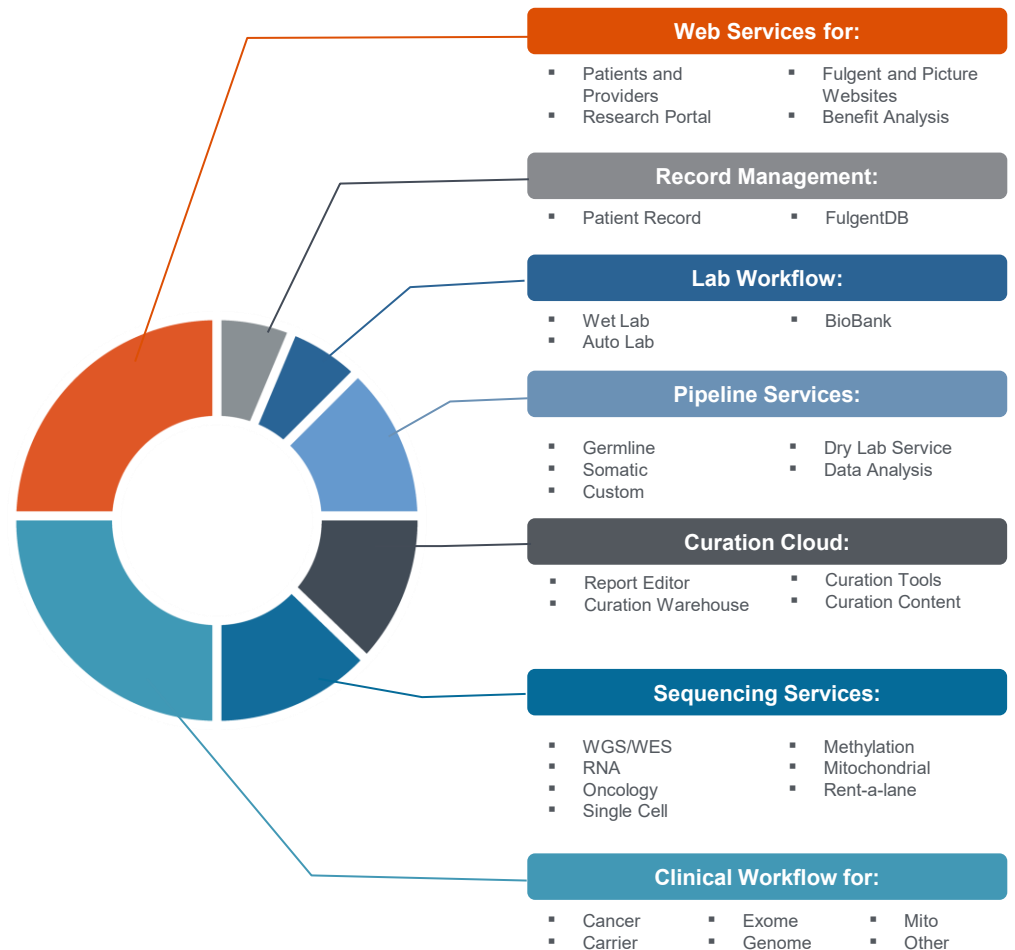 Web Services for:
▪ Patients and
Providers
▪ Research Portal
▪ Fulgent and Picture
Websites
▪ Benefit Analysis
Record Management:
▪ Patient Record
▪ FulgentDB
Lab Workflow:
▪ Wet Lab
▪ Auto Lab
▪ BioBank
Pipeline Services:
▪ Germline
▪ Somatic
▪ Custom
▪ Dry Lab Service
▪ Data Analysis
Curation Cloud:
▪ Report Editor
▪ Curation Warehouse
▪ Curation Tools
▪ Curation Content
Sequencing Services:
▪ WGS/WES
▪ RNA
▪ Oncology
▪ Single Cell
▪ Methylation
▪ Mitochondrial
▪ Rent-a-lane
Clinical Workflow for:
▪ Cancer
▪ Carrier
▪ Exome
▪ Genome
▪ Mito
▪ Other